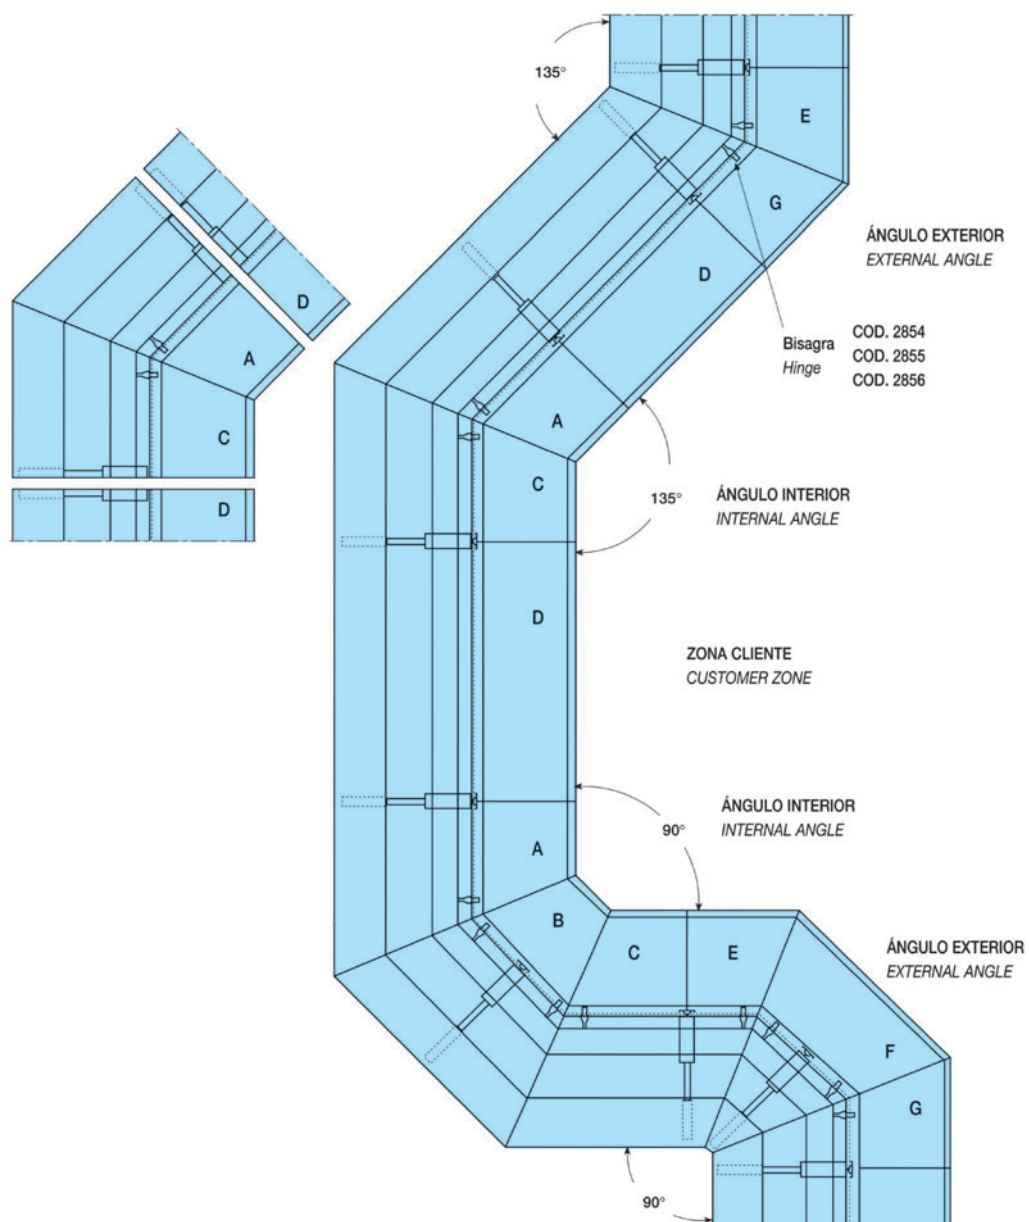 135°
E
G
ÁNGULO EXTERIOR
EXTERNAL ANGLE
D
D
Bisagra
Hinge
COD. 2854
COD. 2855
COD. 2856
A
A
C
C
135°
ÁNGULO INTERIOR
INTERNAL ANGLE
D
D
ZONA CLIENTE
CUSTOMER ZONE
ÁNGULO INTERIOR
INTERNAL ANGLE
90°
A
B
C
E
ÁNGULO EXTERIOR
EXTERNAL ANGLE
F
G
90°